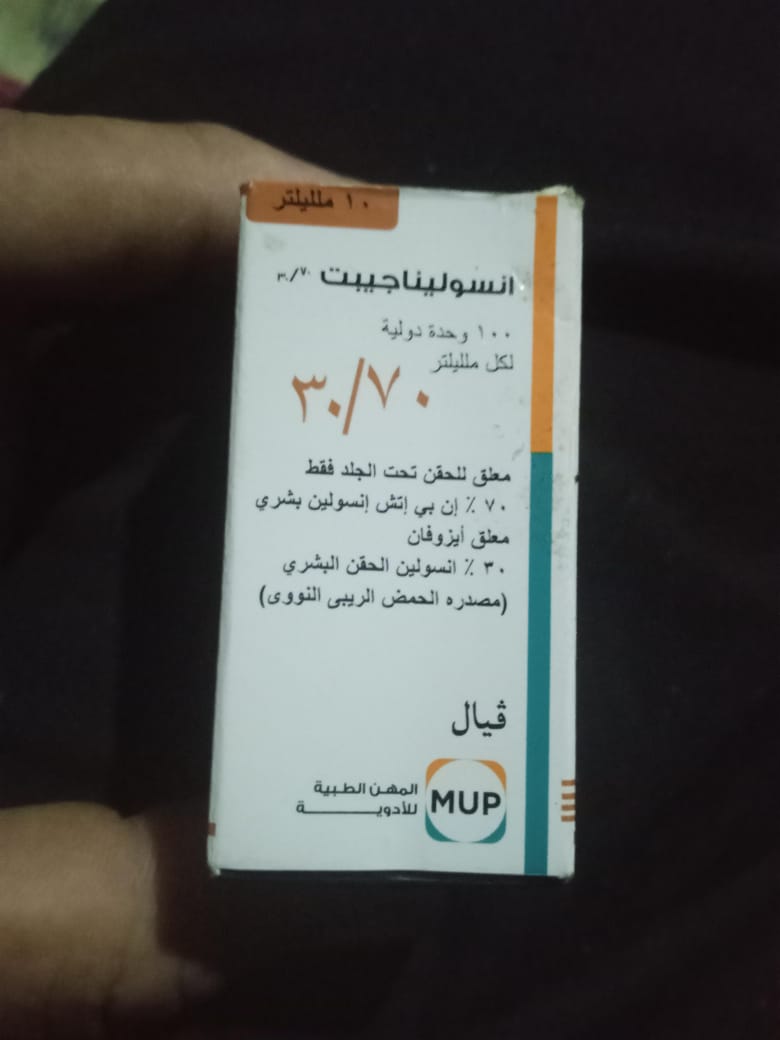 ١٠ ملليلتر
انسوليناجيبت ٣٠/٧٠
١٠٠ وحدة دولية
لكل ملليلتر
٣٠/٧٠
معلق للحقن تحت الجلد فقط
٧٠ ٪ إن بي إتش إنسولين بشري
معلق أيزوفان
٣٠ ٪ انسولين الحقن البشري
(مصدره الحمض الريبى النووى)
ڤيال
المهن الطبية
للأدويــــــة
MUP